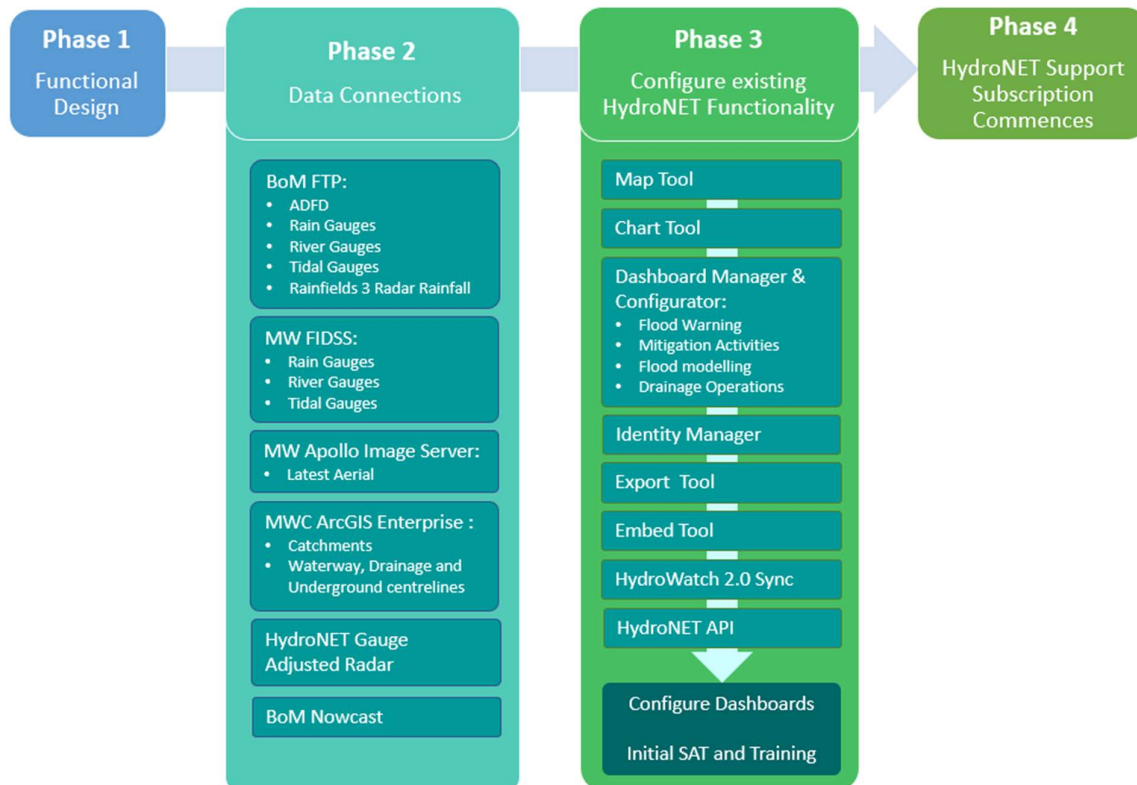 Phase 1
Functional
Design
Phase 2
Data Connections
BoM FTP:
• ADFD
• Rain Gauges
• River Gauges
• Tidal Gauges
• Rainfields 3 Radar Rainfall
MW FIDSS:
• Rain Gauges
• River Gauges
• Tidal Gauges
MW Apollo Image Server:
• Latest Aerial
MWC ArcGIS Enterprise :
• Catchments
• Waterway, Drainage and
Underground centrelines
HydroNET Gauge
Adjusted Radar
BoM Nowcast
Phase 3
Configure existing
HydroNET Functionality
Map Tool
Chart Tool
Dashboard Manager &
Configurator:
• Flood Warning
• Mitigation Activities
• Flood modelling
• Drainage Operations
Identity Manager
Export Tool
Embed Tool
HydroWatch 2.0 Sync
HydroNET API
Configure Dashboards
Initial SAT and Training
Phase 4
HydroNET Support
Subscription
Commences